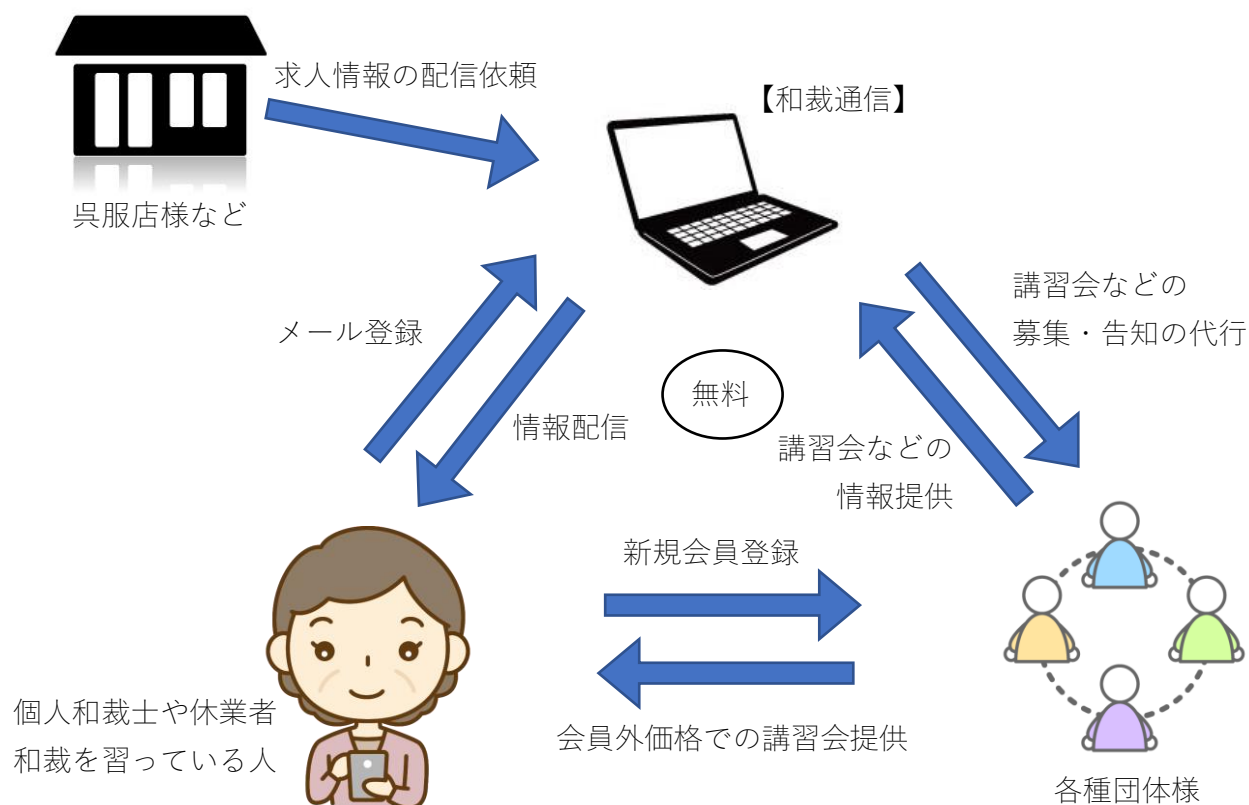 求人情報の配信依頼
【和裁通信】
呉服店様など
メール登録
講習会などの
募集・告知の代行
無料
情報配信
講習会などの
情報提供
新規会員登録
個人和裁士や休業者
和裁を習っている人
会員外価格での講習会提供
各種団体様